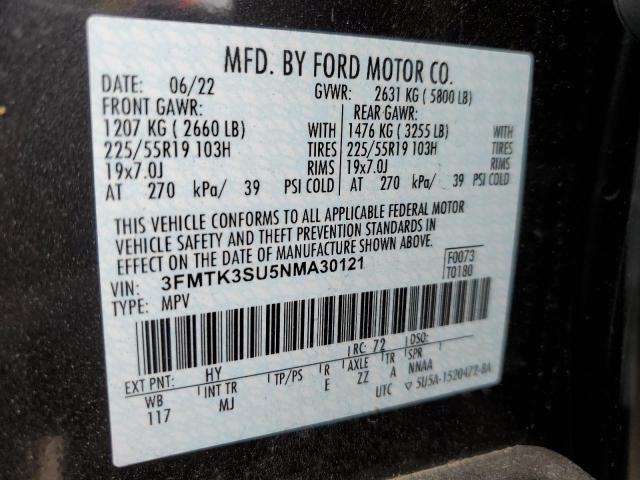 MFD. BY FORD MOTOR CO.
DATE: 06/22 GVWR: 2631 KG ( 5800 LB)
FRONT GAWR: REAR GAWR:
1207 KG ( 2660 LB) WITH 1476 KG ( 3255 LB) WITH
225/55R19 103H TIRES 225/55R19 103H TIRES
19x7.0J RIMS 19x7.0J RIMS
AT 270 kPa/ 39 PSI COLD AT 270 kPa/ 39 PSI COLD
THIS VEHICLE CONFORMS TO ALL APPLICABLE FEDERAL MOTOR
VEHICLE SAFETY AND THEFT PREVENTION STANDARDS IN
EFFECT ON THE DATE OF MANUFACTURE SHOWN ABOVE.
VIN: 3FMTK3SU5NMA30121 F0073
TYPE: MPV T0180
EXT PNT: HY RC: 72 DSO:
WB INT TR TP/PS R AXLE TR SPR
117 MJ E ZZ A NNAA
UTC 5U5A-1520472-BA